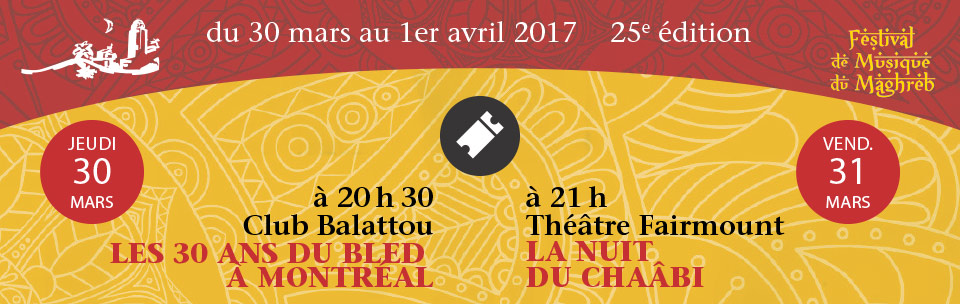 du 30 mars au 1er avril 2017 25e édition
Festival
de Musique
du Maghreb
JEUDI
30
MARS
à 20 h 30
Club Balattou
LES 30 ANS DU BLED
À MONTRÉAL
à 21 h
Théâtre Fairmount
LA NUIT
DU CHAÂBI
VEND.
31
MARS